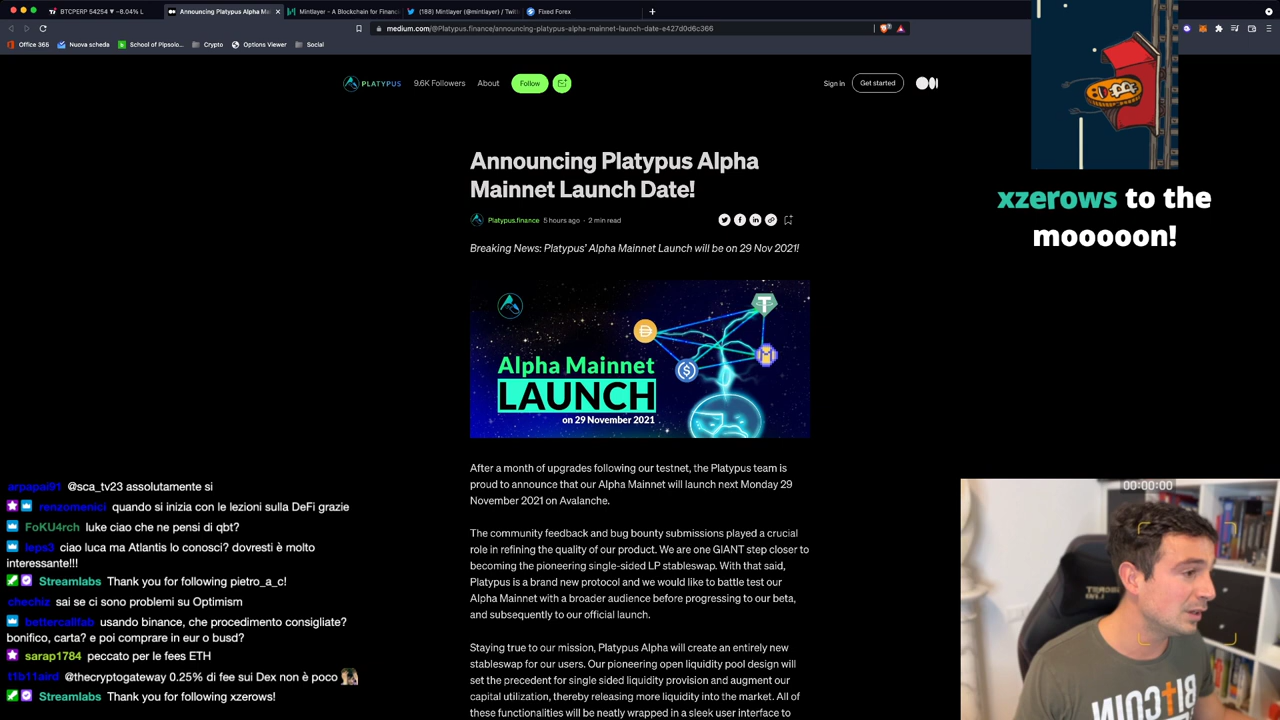 BTCPERP 54254 ▼ −8.04% L
Announcing Platypus Alpha Ma
Mintlayer - A Blockchain for Financ
(188) Mintlayer (@mintlayer) / Twit
Fixed Forex
medium.com/@Platypus.finance/announcing-platypus-alpha-mainnet-launch-date-e427d0d6c366
Office 365
Nuova scheda
School of Pipsolo...
Crypto
Options Viewer
Social
PLATYPUS
9.6K Followers
About
Follow
Sign in
Get started
Announcing Platypus Alpha
Mainnet Launch Date!
Platypus.finance 5 hours ago · 2 min read
Breaking News: Platypus' Alpha Mainnet Launch will be on 29 Nov 2021!
Alpha Mainnet
LAUNCH
on 29 November 2021
After a month of upgrades following our testnet, the Platypus team is
proud to announce that our Alpha Mainnet will launch next Monday 29
November 2021 on Avalanche.
The community feedback and bug bounty submissions played a crucial
role in refining the quality of our product. We are one GIANT step closer to
becoming the pioneering single-sided LP stableswap. With that said,
Platypus is a brand new protocol and we would like to battle test our
Alpha Mainnet with a broader audience before progressing to our beta,
and subsequently to our official launch.
Staying true to our mission, Platypus Alpha will create an entirely new
stableswap for our users. Our pioneering open liquidity pool design will
set the precedent for single sided liquidity provision and augment our
capital utilization, thereby releasing more liquidity into the market. All of
these functionalities will be neatly wrapped in a sleek user interface to
xzerows to the
mooooon!
arpapai91 @sca_tv23 assolutamente si
renzomenici quando si inizia con le lezioni sulla DeFi grazie
FoKU4rch luke ciao che ne pensi di qbt?
leps3 ciao luca ma Atlantis lo conosci? dovresti è molto
interessante!!!
Streamlabs Thank you for following pietro_a_c!
chechiz sai se ci sono problemi su Optimism
bettercallfab usando binance, che procedimento consigliate?
bonifico, carta? e poi comprare in eur o busd?
sarap1784 peccato per le fees ETH
11b11aird @thecryptogateway 0.25% di fee sui Dex non è poco
Streamlabs Thank you for following xzerows!
00:00:00
BITCOIN